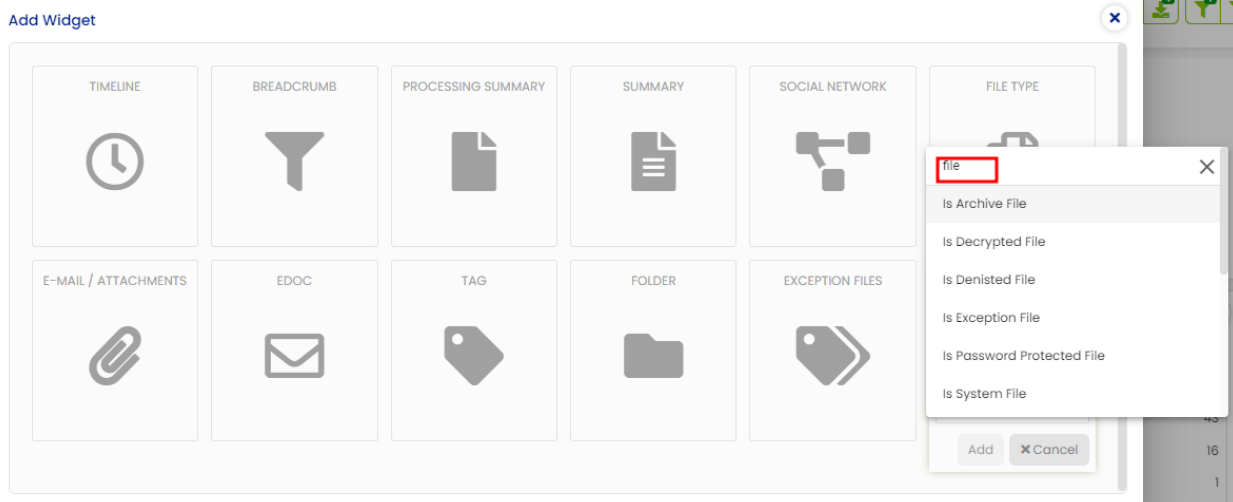 Add Widget
TIMELINE
BREADCRUMB
PROCESSING SUMMARY
SUMMARY
SOCIAL NETWORK
FILE TYPE
file
Is Archive File
Is Decrypted File
Is Denisted File
Is Exception File
Is Password Protected File
Is System File
E-MAIL / ATTACHMENTS
EDOC
TAG
FOLDER
EXCEPTION FILES
Add
Cancel
43
16
1